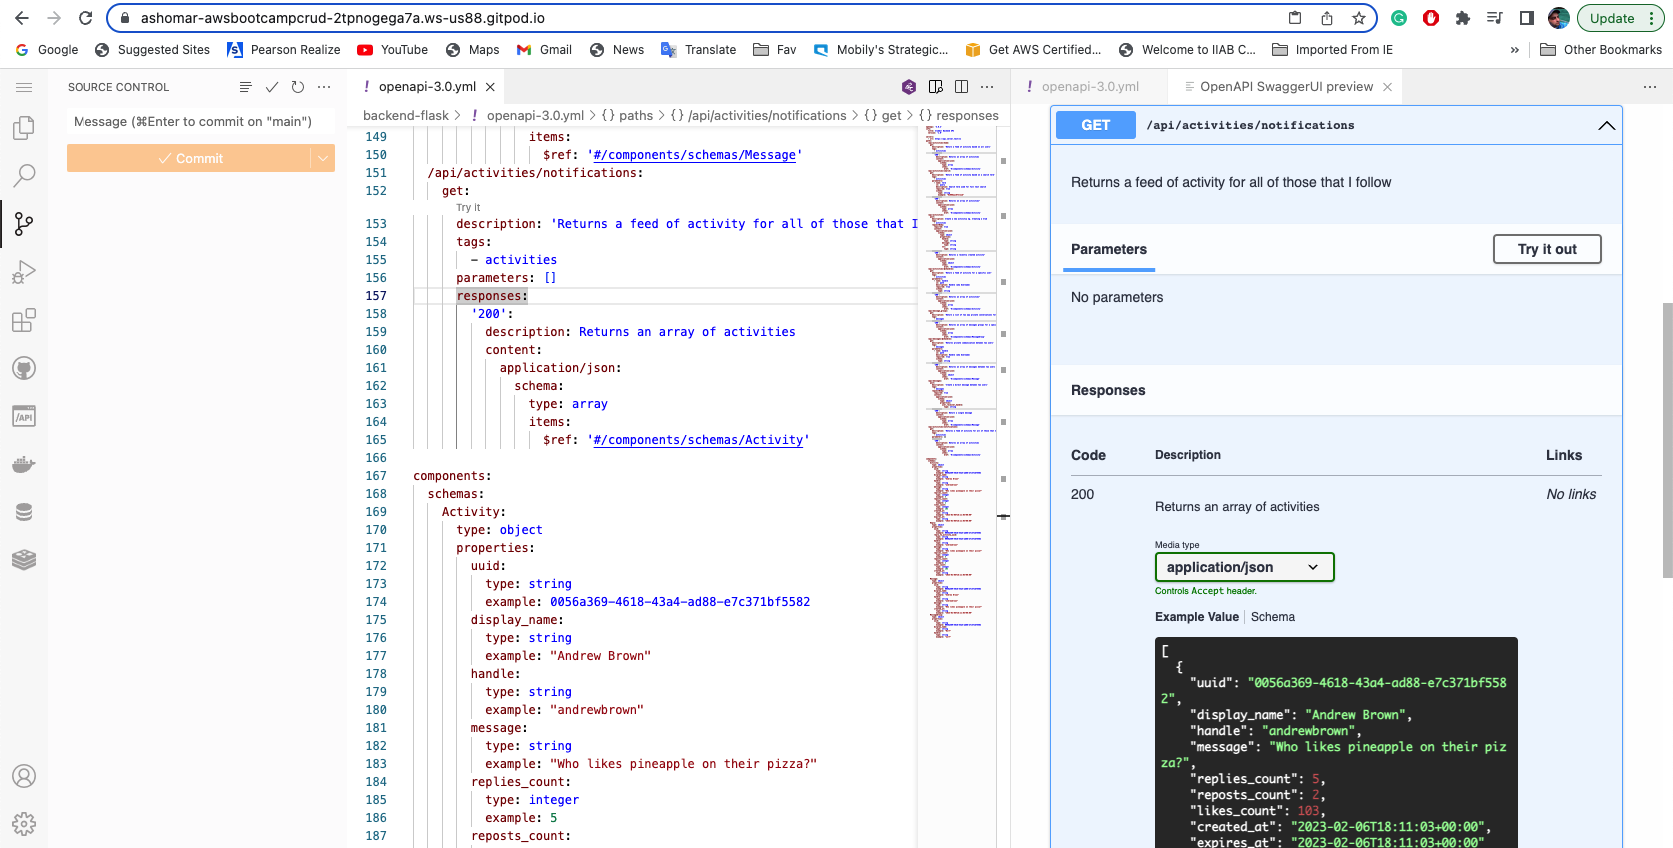 ashomar-awsbootcampcrud-2tpnogega7a.ws-us88.gitpod.io
Update
Google Suggested Sites Pearson Realize YouTube Maps Gmail News Translate Fav Mobily's Strategic... Get AWS Certified... Welcome to IIAB C... Imported From IE » Other Bookmarks
SOURCE CONTROL
Message (⌘Enter to commit on "main")
Commit
/API
! openapi-3.0.yml
backend-flask > ! openapi-3.0.yml > {} paths > {} /api/activities/notifications > {} get > {} responses
149 items:
150 $ref: '#/components/schemas/Message'
151 /api/activities/notifications:
152 get:
Try It
153 description: 'Returns a feed of activity for all of those that I
154 tags:
155 - activities
156 parameters: []
157 responses:
158 '200':
159 description: Returns an array of activities
160 content:
161 application/json:
162 schema:
163 type: array
164 items:
165 $ref: '#/components/schemas/Activity'
166
167 components:
168 schemas:
169 Activity:
170 type: object
171 properties:
172 uuid:
173 type: string
174 example: 0056a369-4618-43a4-ad88-e7c371bf5582
175 display_name:
176 type: string
177 example: "Andrew Brown"
178 handle:
179 type: string
180 example: "andrewbrown"
181 message:
182 type: string
183 example: "Who likes pineapple on their pizza?"
184 replies_count:
185 type: integer
186 example: 5
187 reposts_count:
! openapi-3.0.yml
OpenAPI SwaggerUI preview
GET /api/activities/notifications
Returns a feed of activity for all of those that I follow
Parameters
Try it out
No parameters
Responses
Code Description Links
200 No links
Returns an array of activities
Media type
application/json
Controls Accept header.
Example Value Schema
[
{
"uuid": "0056a369-4618-43a4-ad88-e7c371bf558
2",
"display_name": "Andrew Brown",
"handle": "andrewbrown",
"message": "Who likes pineapple on their piz
za?",
"replies_count": 5,
"reposts_count": 2,
"likes_count": 103,
"created_at": "2023-02-06T18:11:03+00:00",
"expires_at": "2023-02-06T18:11:03+00:00"